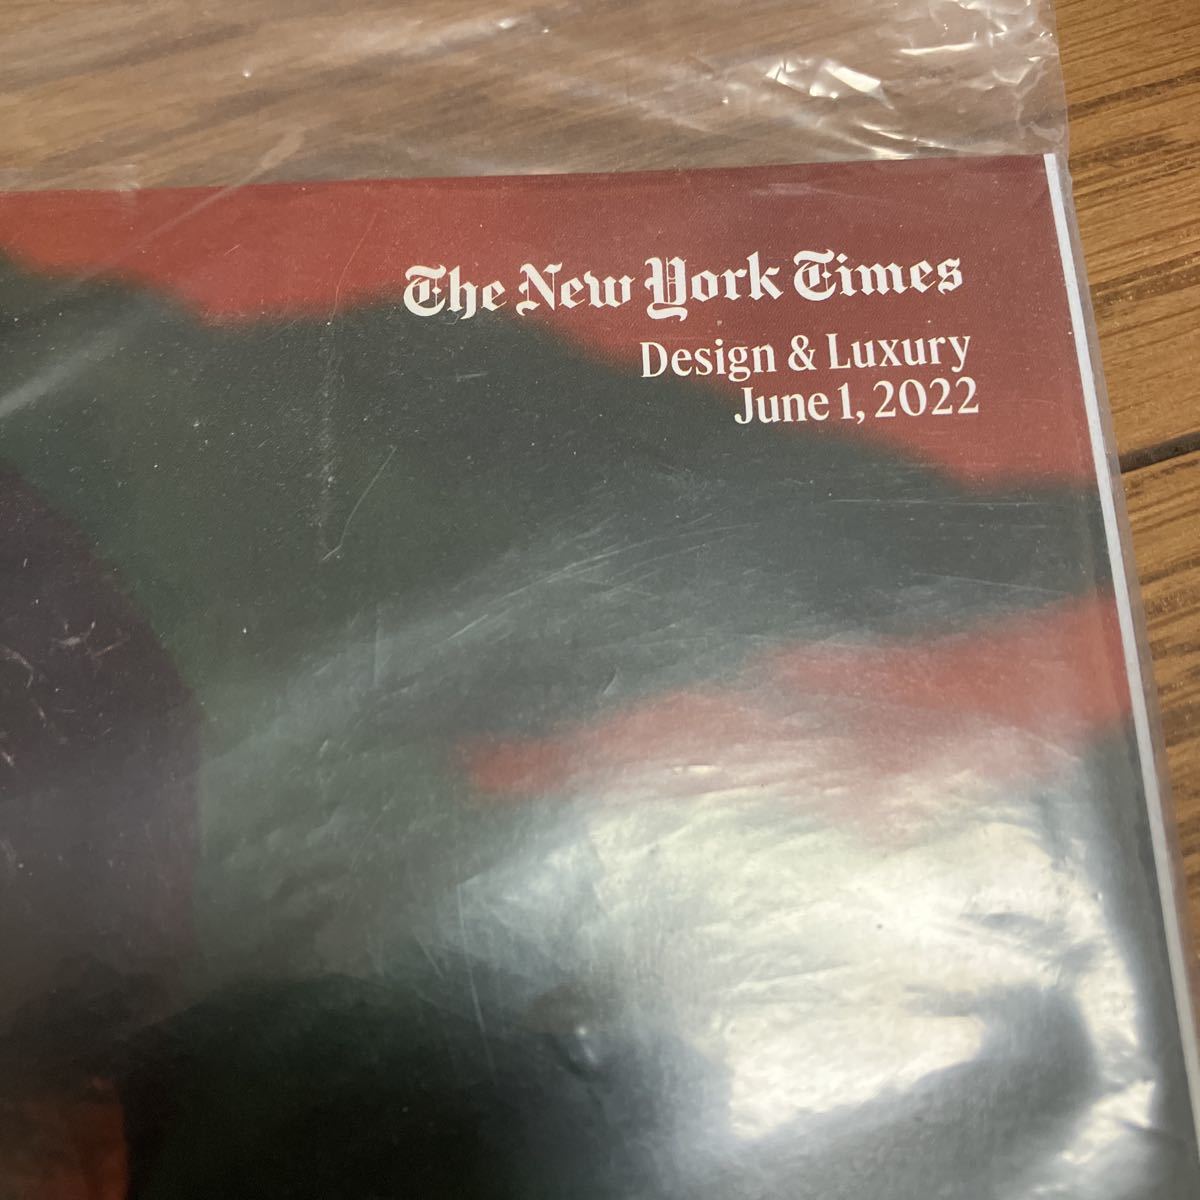 The New York Times
Design & Luxury
June 1, 2022